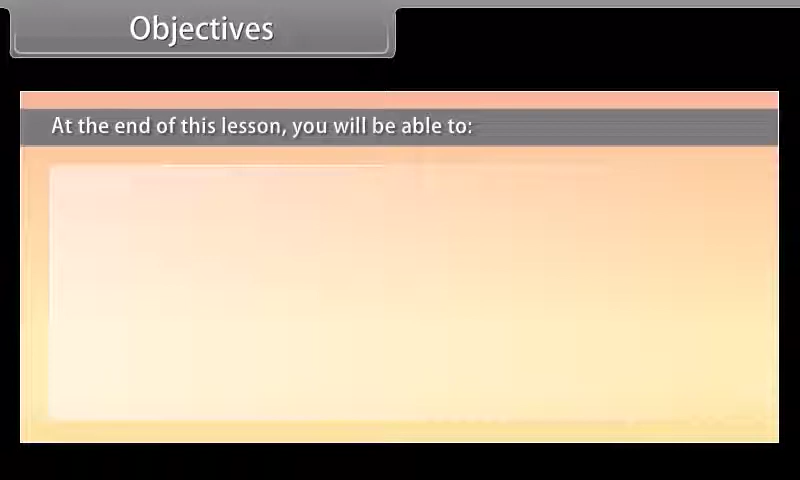 Objectives
At the end of this lesson, you will be able to: